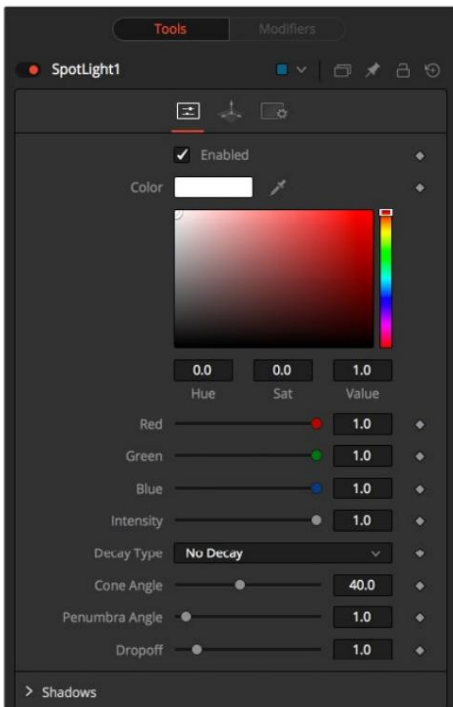 Tools Modifiers
SpotLight1
Enabled
Color
0.0 0.0 1.0
Hue Sat Value
Red 1.0
Green 1.0
Blue 1.0
Intensity 1.0
Decay Type No Decay
Cone Angle 40.0
Penumbra Angle 1.0
Dropoff 1.0
Shadows